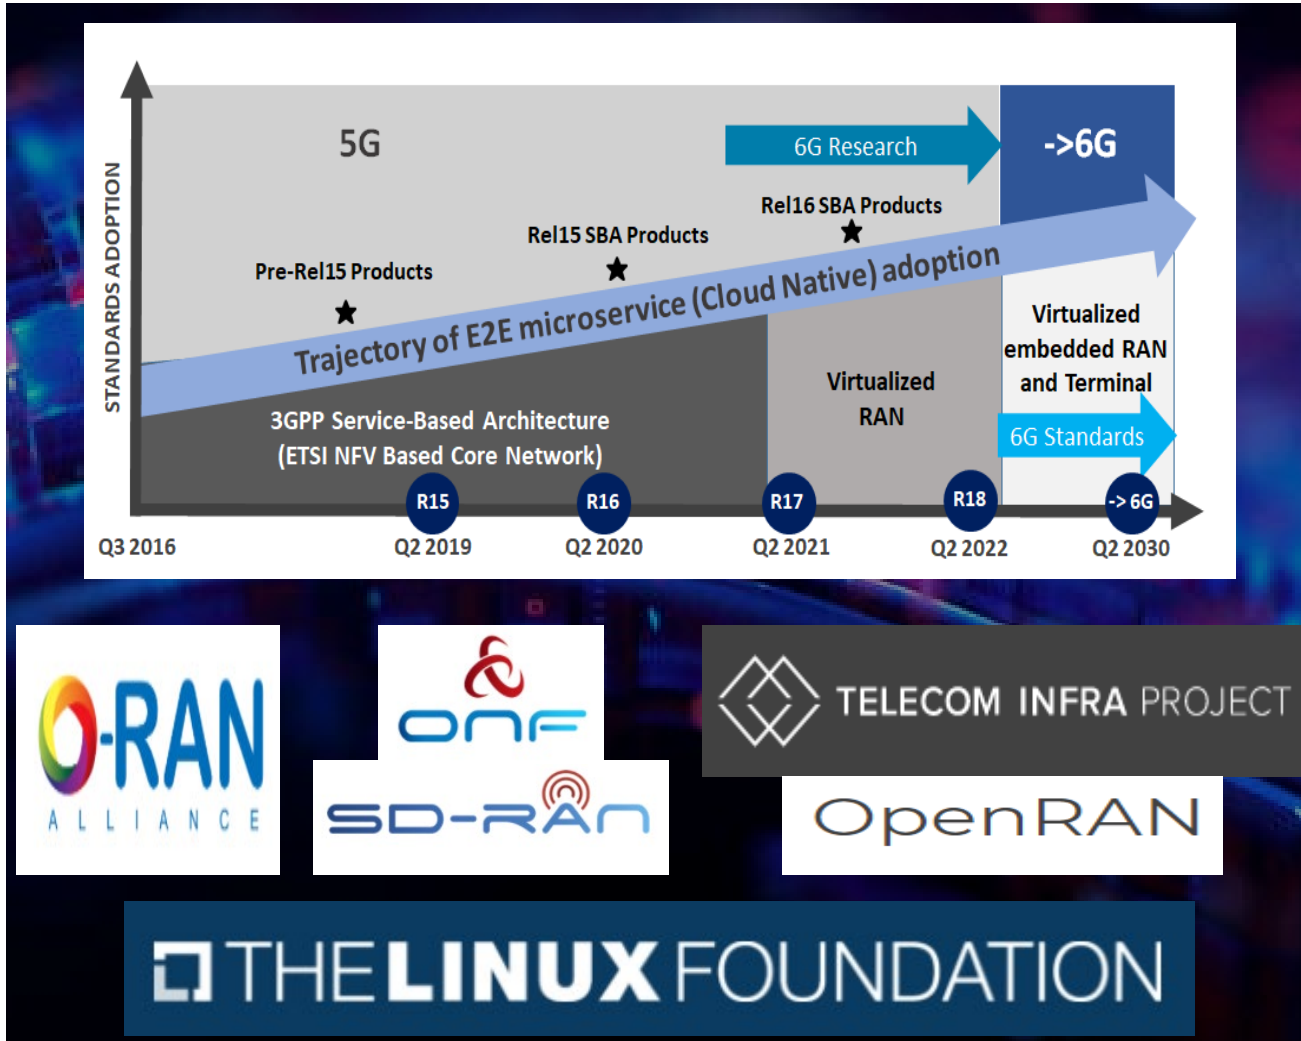 5G
6G Research
->6G
Rel16 SBA Products
Rel15 SBA Products
Pre-Rel15 Products
STANDARDS ADOPTION
Trajectory of E2E microservice (Cloud Native) adoption
Virtualized
embedded RAN
and Terminal
Virtualized
RAN
3GPP Service-Based Architecture
(ETSI NFV Based Core Network)
6G Standards
R15
R16
R17
R18
-> 6G
Q3 2016
Q2 2019
Q2 2020
Q2 2021
Q2 2022
Q2 2030
O-RAN
ALLIANCE
ONF
SD-RAN
TELECOM INFRA PROJECT
OpenRAN
THE LINUX FOUNDATION